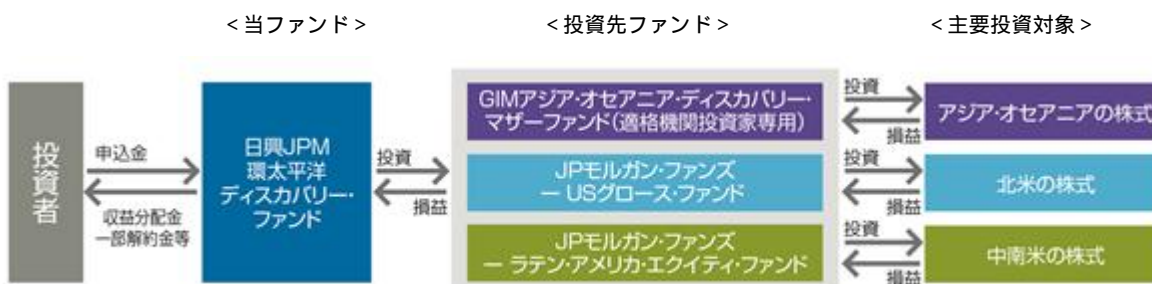 ＜当ファンド＞
＜投資先ファンド＞
＜主要投資対象＞
投資者
申込金
収益分配金
一部解約金等
日興JPM
環太平洋
ディスカバリー・
ファンド
投資
損益
GIMアジア・オセアニア・ディスカバリー・
マザーファンド(適格機関投資家専用)
投資
損益
アジア・オセアニアの株式
JPモルガン・ファンズ
― USグロース・ファンド
投資
損益
北米の株式
JPモルガン・ファンズ
― ラテン・アメリカ・エクイティ・ファンド
投資
損益
中南米の株式